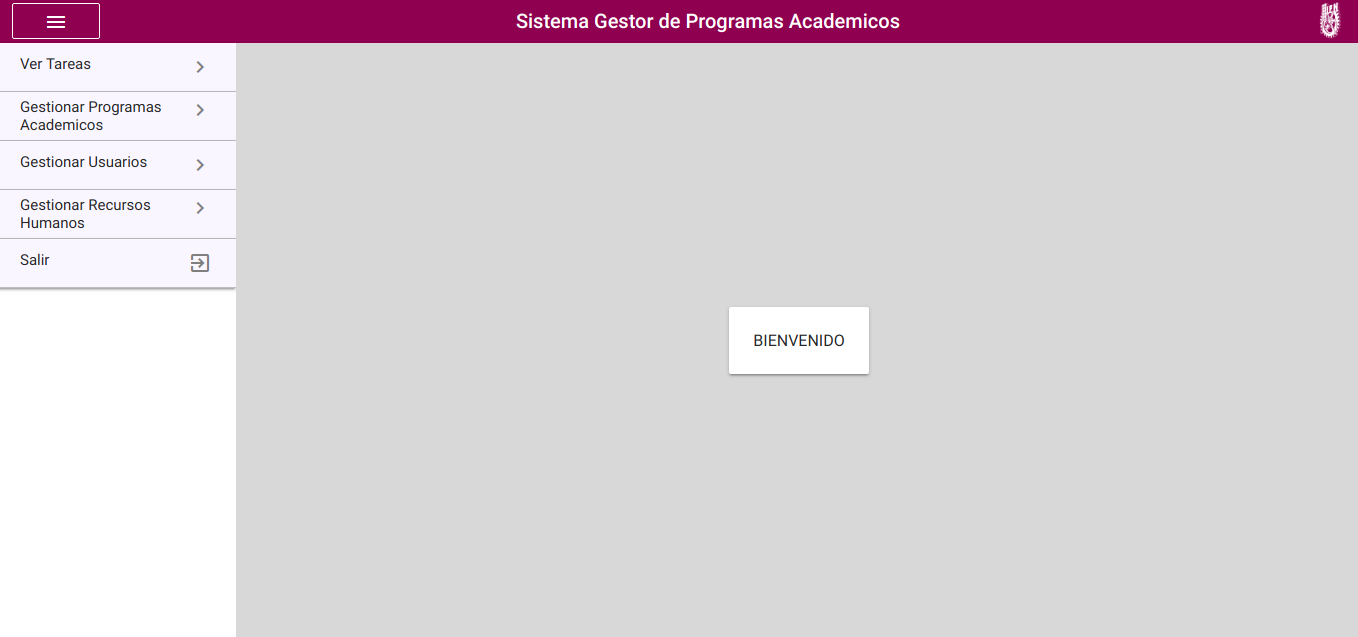 Sistema Gestor de Programas Academicos
Ver Tareas
Gestionar Programas
Academicos
Gestionar Usuarios
Gestionar Recursos
Humanos
Salir
BIENVENIDO